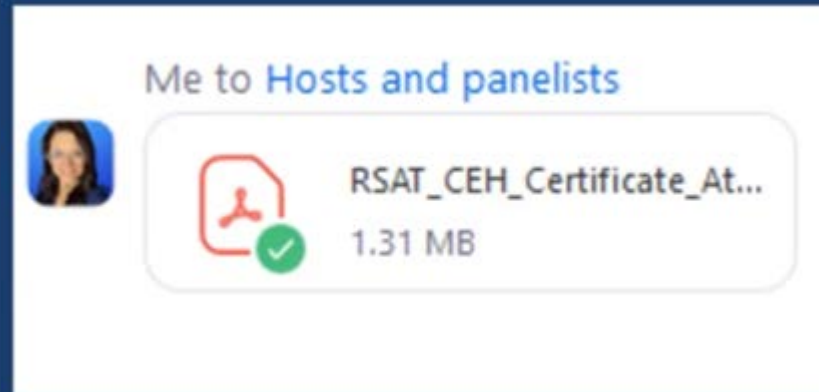 Me to Hosts and panelists
RSAT_CEH_Certificate_At...
1.31 MB